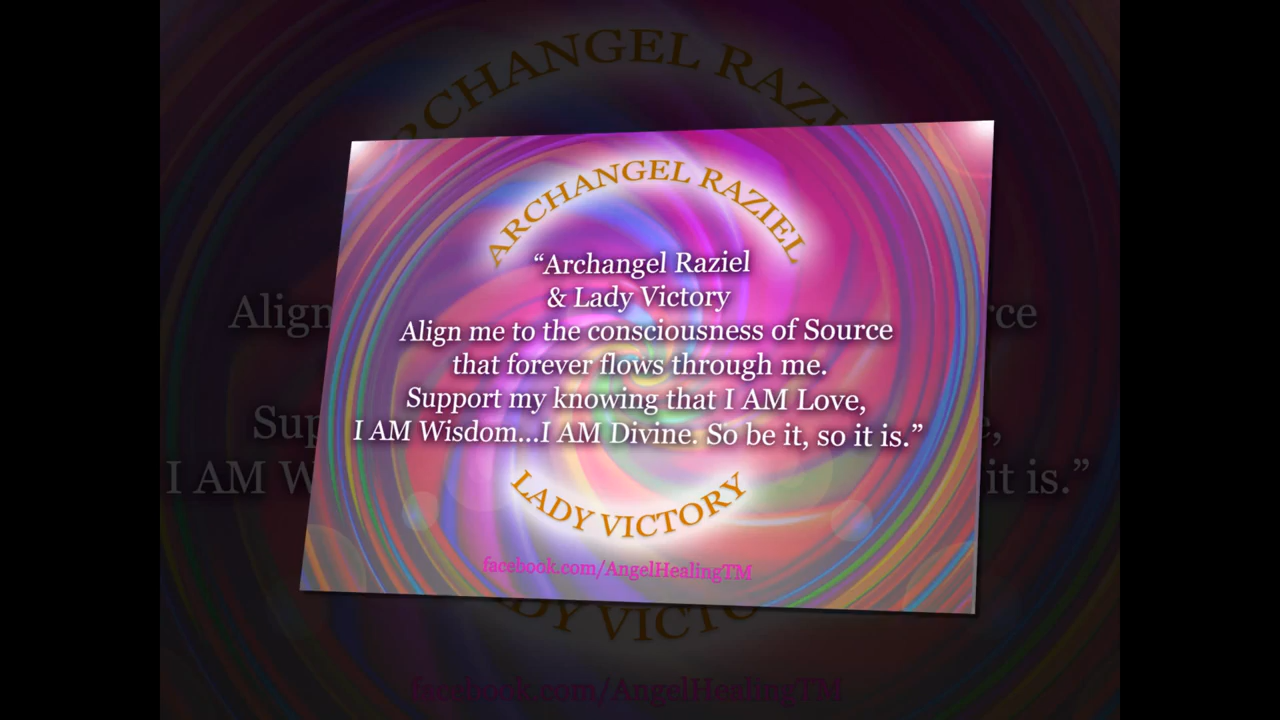 ARCHANGEL RAZIEL
“Archangel Raziel
& Lady Victory
Align me to the consciousness of Source
that forever flows through me.
Support my knowing that I AM Love,
I AM Wisdom...I AM Divine. So be it, so it is.”
LADY VICTORY
facebook.com/AngelHealingTM